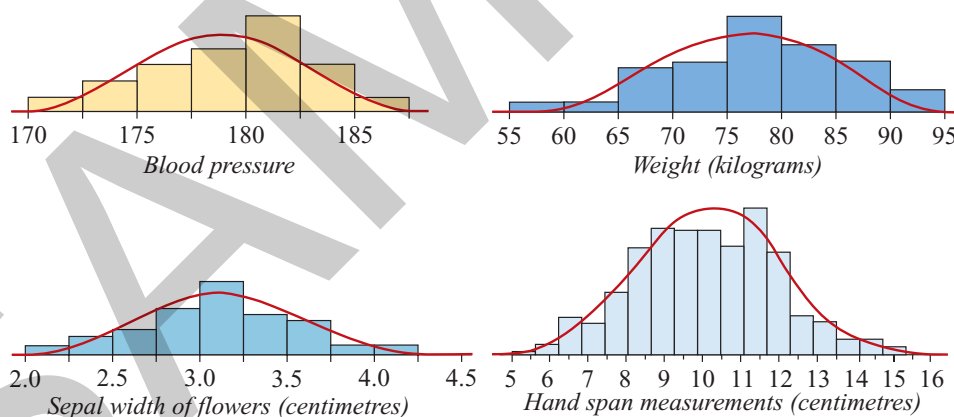 170 175 180 185
Blood pressure
55 60 65 70 75 80 85 90 95
Weight (kilograms)
2.0 2.5 3.0 3.5 4.0 4.5
Sepal width of flowers (centimetres)
5 6 7 8 9 10 11 12 13 14 15 16
Hand span measurements (centimetres)